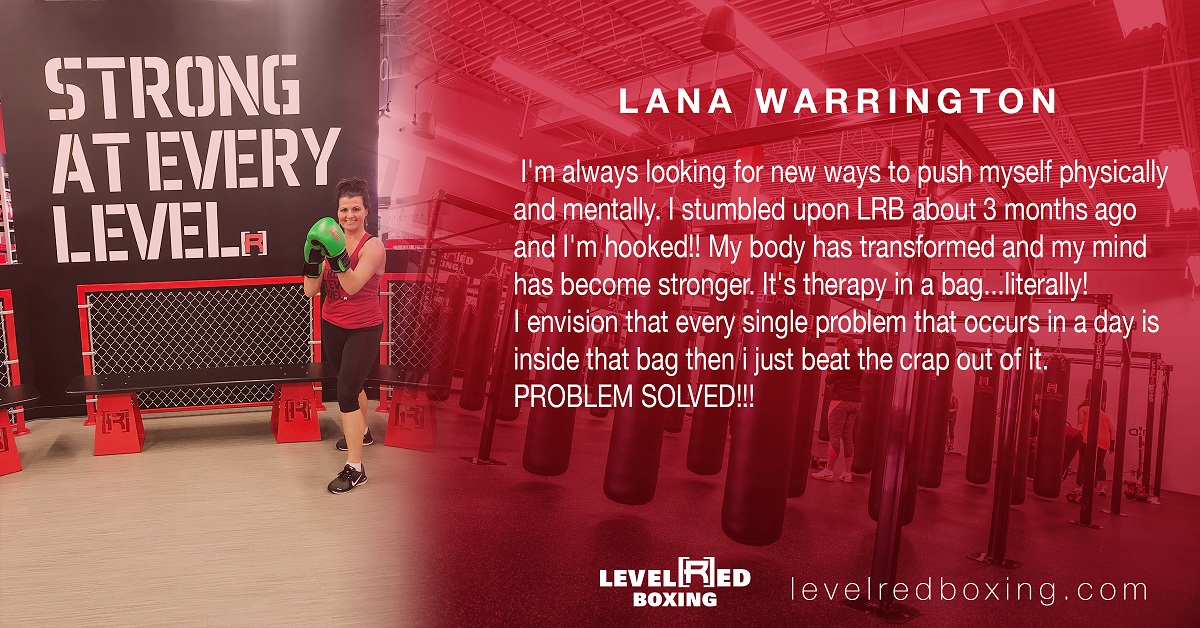 STRONG
AT EVERY
LEVEL[R]
LANA WARRINGTON
I'm always looking for new ways to push myself physically
and mentally. I stumbled upon LRB about 3 months ago
and I'm hooked!! My body has transformed and my mind
has become stronger. It's therapy in a bag...literally!
I envision that every single problem that occurs in a day is
inside that bag then i just beat the crap out of it.
PROBLEM SOLVED!!!
[R]
[R]
[R]
LEVEL[R]ED
BOXING
levelredboxing.com